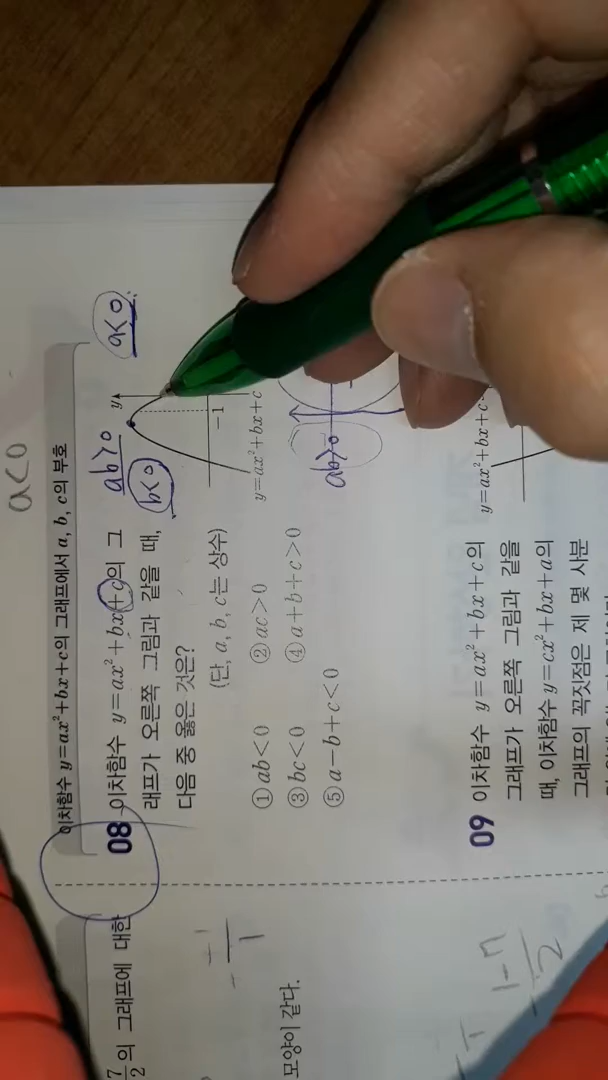 a<0
이차함수 y=ax²+bx+c의 그래프에서 a, b, c의 부호
08 이차함수 y=ax²+bx+c의 그
래프가 오른쪽 그림과 같을 때,
다음 중 옳은 것은?
(단, a, b, c는 상수)
① ab<0 ② ac>0
③ bc<0 ④ a+b+c>0
⑤ a-b+c<0
ab>0
b<0
a<0
y
-1
y=ax²+bx+c
ab>0
09 이차함수 y=ax²+bx+c의
그래프가 오른쪽 그림과 같을
때, 이차함수 y=cx²+bx+a의
그래프의 꼭짓점은 제 몇 사분
y=ax²+bx+c
7/2의 그래프에 대한
모양이 같다.